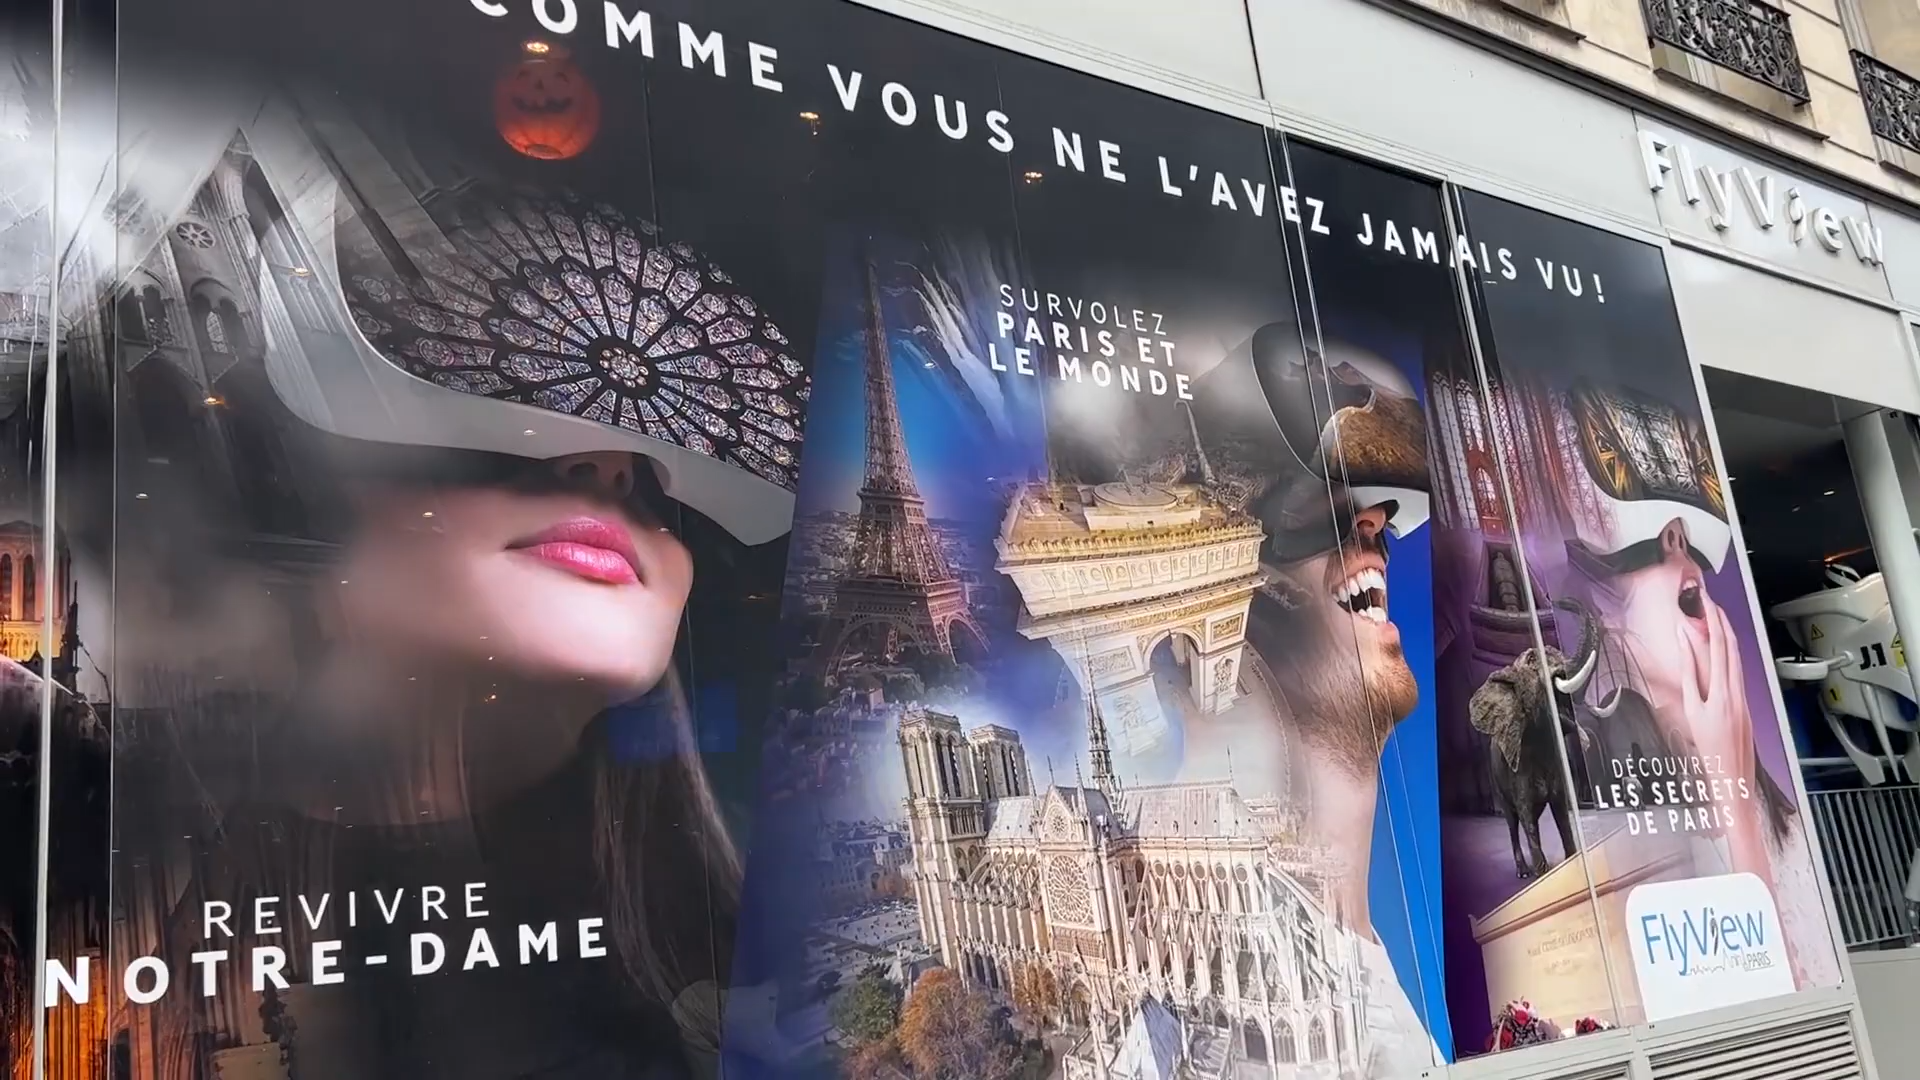 COMME VOUS NE L'AVEZ JAMAIS VU !
FlyView
SURVOLEZ
PARIS ET
LE MONDE
REVIVRE
NOTRE-DAME
DÉCOUVREZ
LES SECRETS
DE PARIS
FlyView
PARIS
J.1